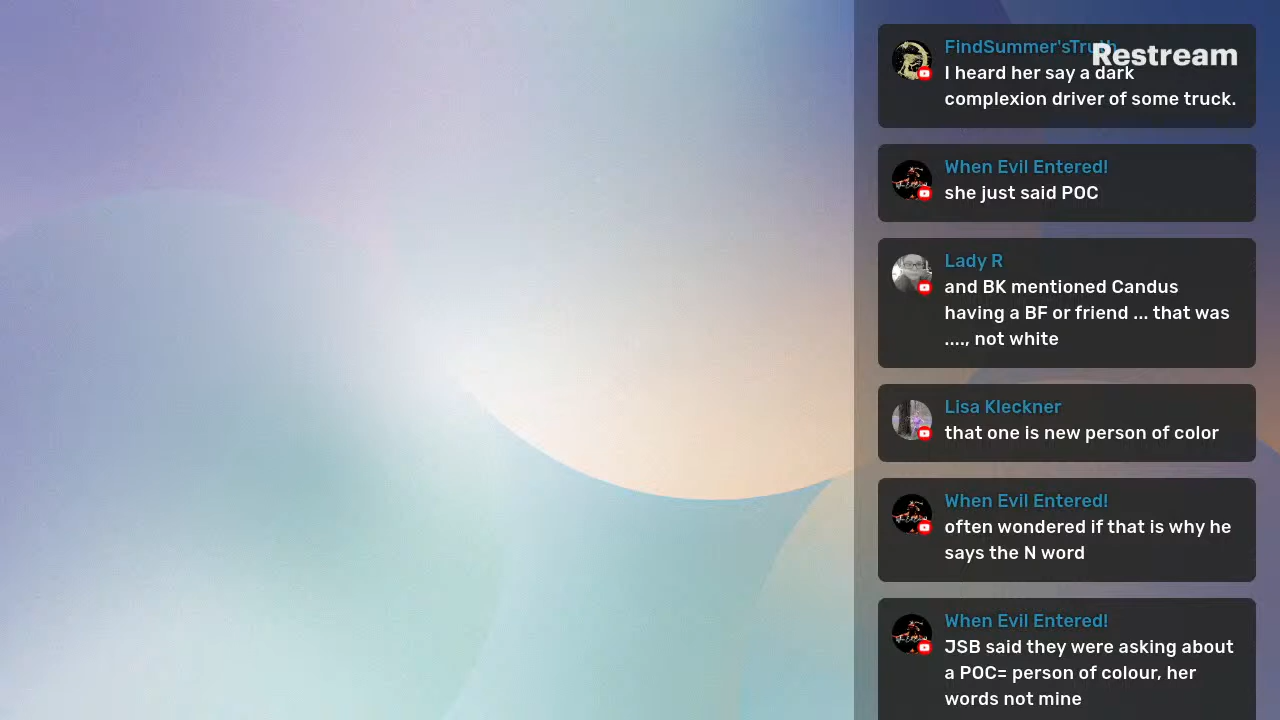 FindSummer'sTruth
Restream
I heard her say a dark
complexion driver of some truck.
When Evil Entered!
she just said POC
Lady R
and BK mentioned Candus
having a BF or friend ... that was
...., not white
Lisa Kleckner
that one is new person of color
When Evil Entered!
often wondered if that is why he
says the N word
When Evil Entered!
JSB said they were asking about
a POC= person of colour, her
words not mine